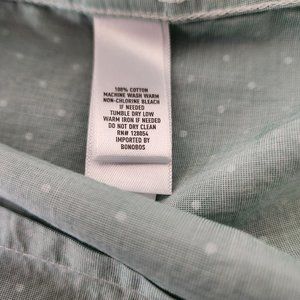 100% COTTON
MACHINE WASH WARM
NON-CHLORINE BLEACH
IF NEEDED
TUMBLE DRY LOW
WARM IRON IF NEEDED
DO NOT DRY CLEAN
RN# 128054
IMPORTED BY
BONOBOS